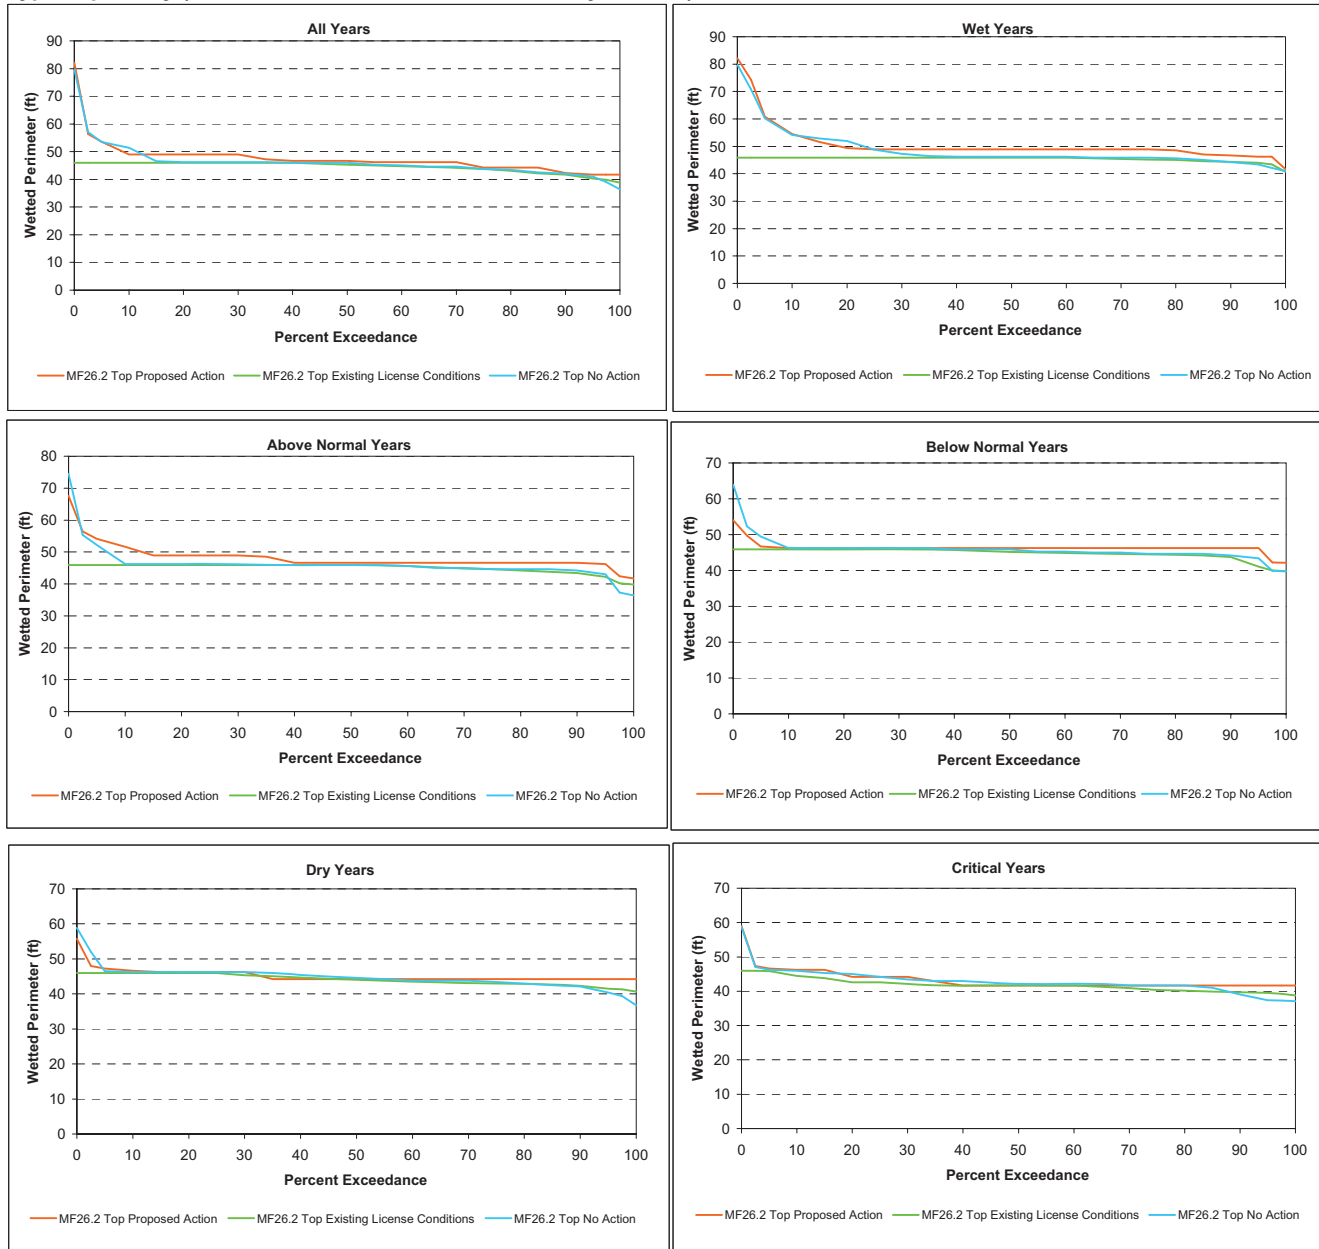 All Years
Wetted Perimeter (ft)
90
80
70
60
50
40
30
20
10
0
0 10 20 30 40 50 60 70 80 90 100
Percent Exceedance
MF26.2 Top Proposed Action MF26.2 Top Existing License Conditions MF26.2 Top No Action
Wet Years
Wetted Perimeter (ft)
90
80
70
60
50
40
30
20
10
0
0 10 20 30 40 50 60 70 80 90 100
Percent Exceedance
MF26.2 Top Proposed Action MF26.2 Top Existing License Conditions MF26.2 Top No Action
Above Normal Years
Wetted Perimeter (ft)
80
70
60
50
40
30
20
10
0
0 10 20 30 40 50 60 70 80 90 100
Percent Exceedance
MF26.2 Top Proposed Action MF26.2 Top Existing License Conditions MF26.2 Top No Action
Below Normal Years
Wetted Perimeter (ft)
70
60
50
40
30
20
10
0
0 10 20 30 40 50 60 70 80 90 100
Percent Exceedance
MF26.2 Top Proposed Action MF26.2 Top Existing License Conditions MF26.2 Top No Action
Dry Years
Wetted Perimeter (ft)
70
60
50
40
30
20
10
0
0 10 20 30 40 50 60 70 80 90 100
Percent Exceedance
MF26.2 Top Proposed Action MF26.2 Top Existing License Conditions MF26.2 Top No Action
Critical Years
Wetted Perimeter (ft)
70
60
50
40
30
20
10
0
0 10 20 30 40 50 60 70 80 90 100
Percent Exceedance
MF26.2 Top Proposed Action MF26.2 Top Existing License Conditions MF26.2 Top No Action